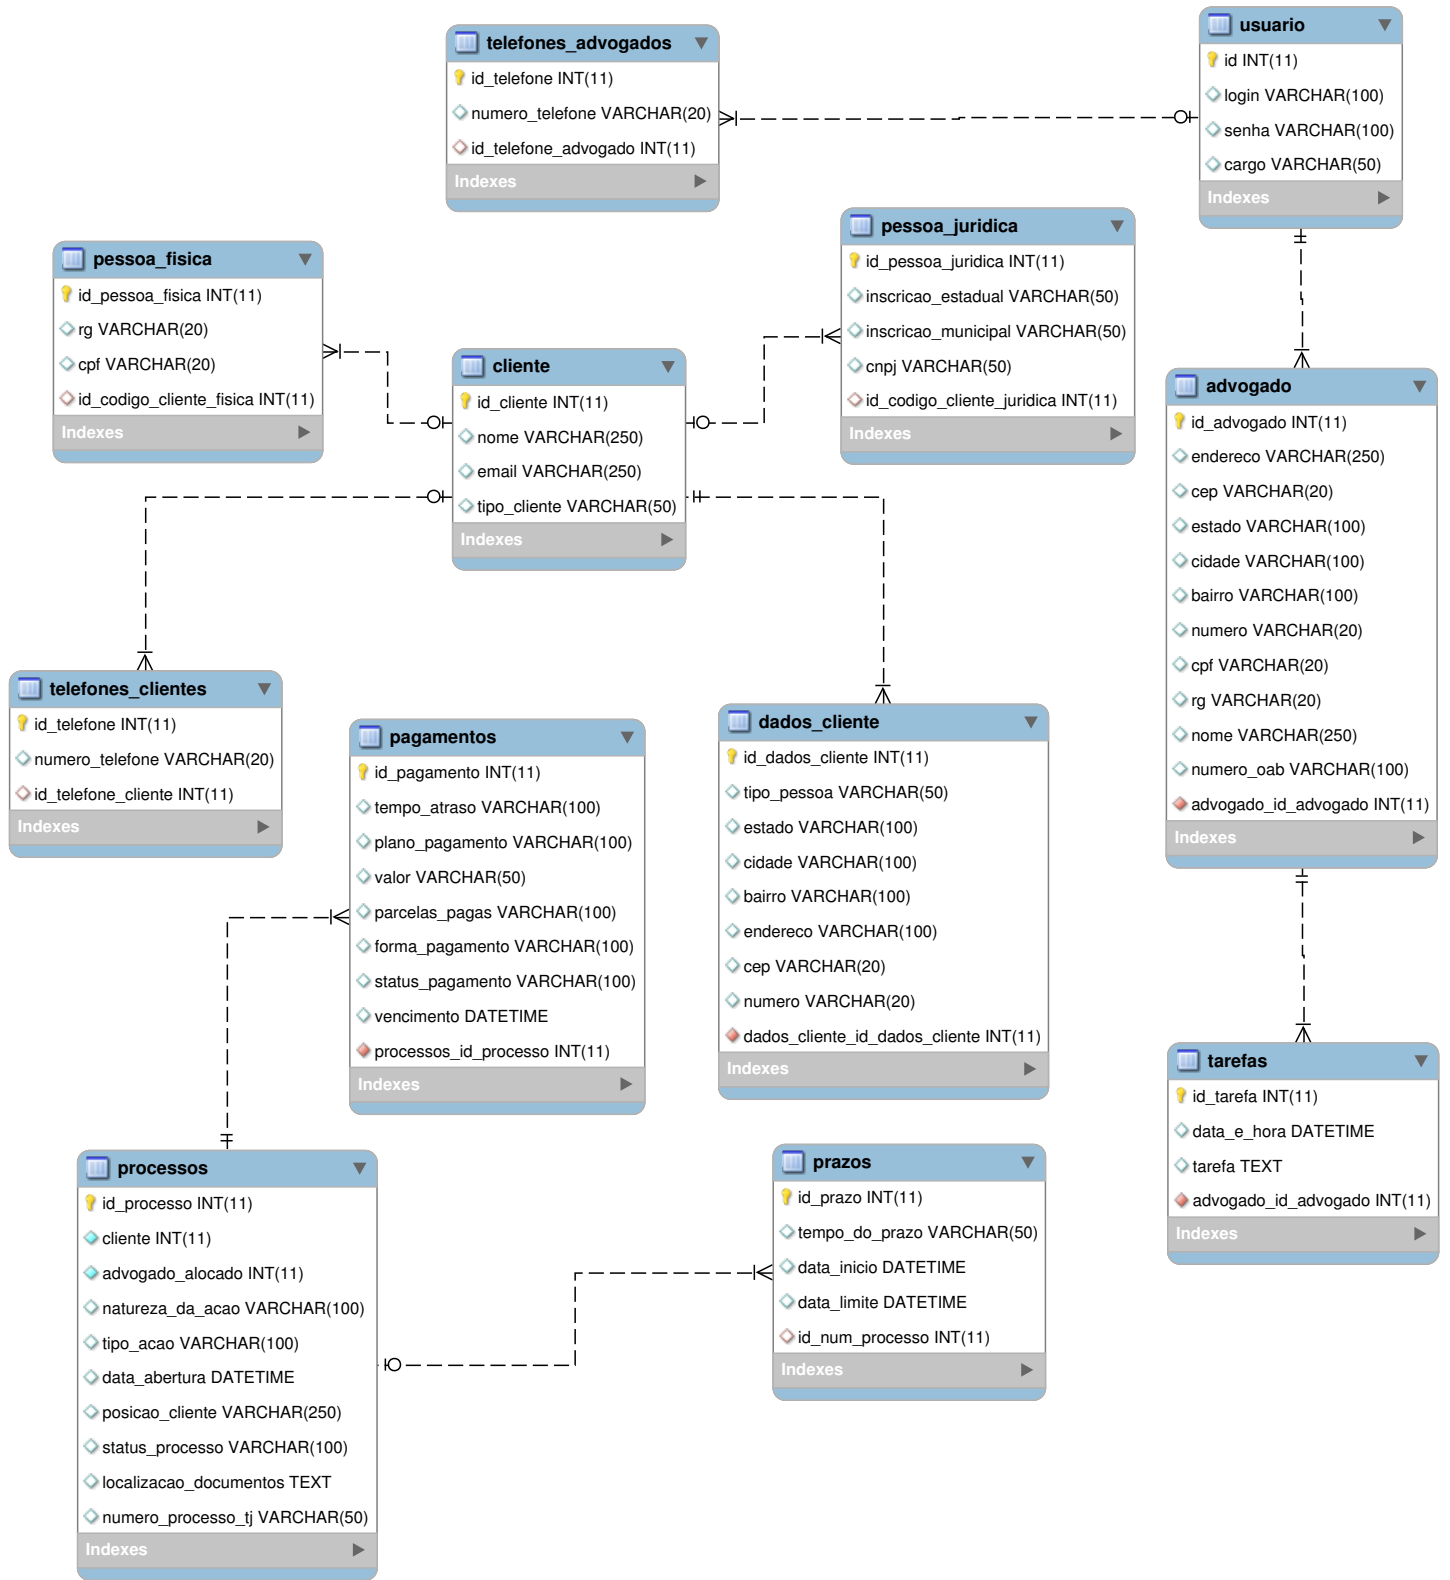 telefones_advogados
id_telefone INT(11)
numero_telefone VARCHAR(20)
id_telefone_advogado INT(11)
Indexes
usuario
id INT(11)
login VARCHAR(100)
senha VARCHAR(100)
cargo VARCHAR(50)
Indexes
pessoa_fisica
id_pessoa_fisica INT(11)
rg VARCHAR(20)
cpf VARCHAR(20)
id_codigo_cliente_fisica INT(11)
Indexes
cliente
id_cliente INT(11)
nome VARCHAR(250)
email VARCHAR(250)
tipo_cliente VARCHAR(50)
Indexes
pessoa_juridica
id_pessoa_juridica INT(11)
inscricao_estadual VARCHAR(50)
inscricao_municipal VARCHAR(50)
cnpj VARCHAR(50)
id_codigo_cliente_juridica INT(11)
Indexes
advogado
id_advogado INT(11)
endereco VARCHAR(250)
cep VARCHAR(20)
estado VARCHAR(100)
cidade VARCHAR(100)
bairro VARCHAR(100)
numero VARCHAR(20)
cpf VARCHAR(20)
rg VARCHAR(20)
nome VARCHAR(250)
numero_oab VARCHAR(100)
advogado_id_advogado INT(11)
Indexes
telefones_clientes
id_telefone INT(11)
numero_telefone VARCHAR(20)
id_telefone_cliente INT(11)
Indexes
pagamentos
id_pagamento INT(11)
tempo_atraso VARCHAR(100)
plano_pagamento VARCHAR(100)
valor VARCHAR(50)
parcelas_pagas VARCHAR(100)
forma_pagamento VARCHAR(100)
status_pagamento VARCHAR(100)
vencimento DATETIME
processos_id_processo INT(11)
Indexes
dados_cliente
id_dados_cliente INT(11)
tipo_pessoa VARCHAR(50)
estado VARCHAR(100)
cidade VARCHAR(100)
bairro VARCHAR(100)
endereco VARCHAR(100)
cep VARCHAR(20)
numero VARCHAR(20)
dados_cliente_id_dados_cliente INT(11)
Indexes
tarefas
id_tarefa INT(11)
data_e_hora DATETIME
tarefa TEXT
advogado_id_advogado INT(11)
Indexes
processos
id_processo INT(11)
cliente INT(11)
advogado_alocado INT(11)
natureza_da_acao VARCHAR(100)
tipo_acao VARCHAR(100)
data_abertura DATETIME
posicao_cliente VARCHAR(250)
status_processo VARCHAR(100)
localizacao_documentos TEXT
numero_processo_tj VARCHAR(50)
Indexes
prazos
id_prazo INT(11)
tempo_do_prazo VARCHAR(50)
data_inicio DATETIME
data_limite DATETIME
id_num_processo INT(11)
Indexes